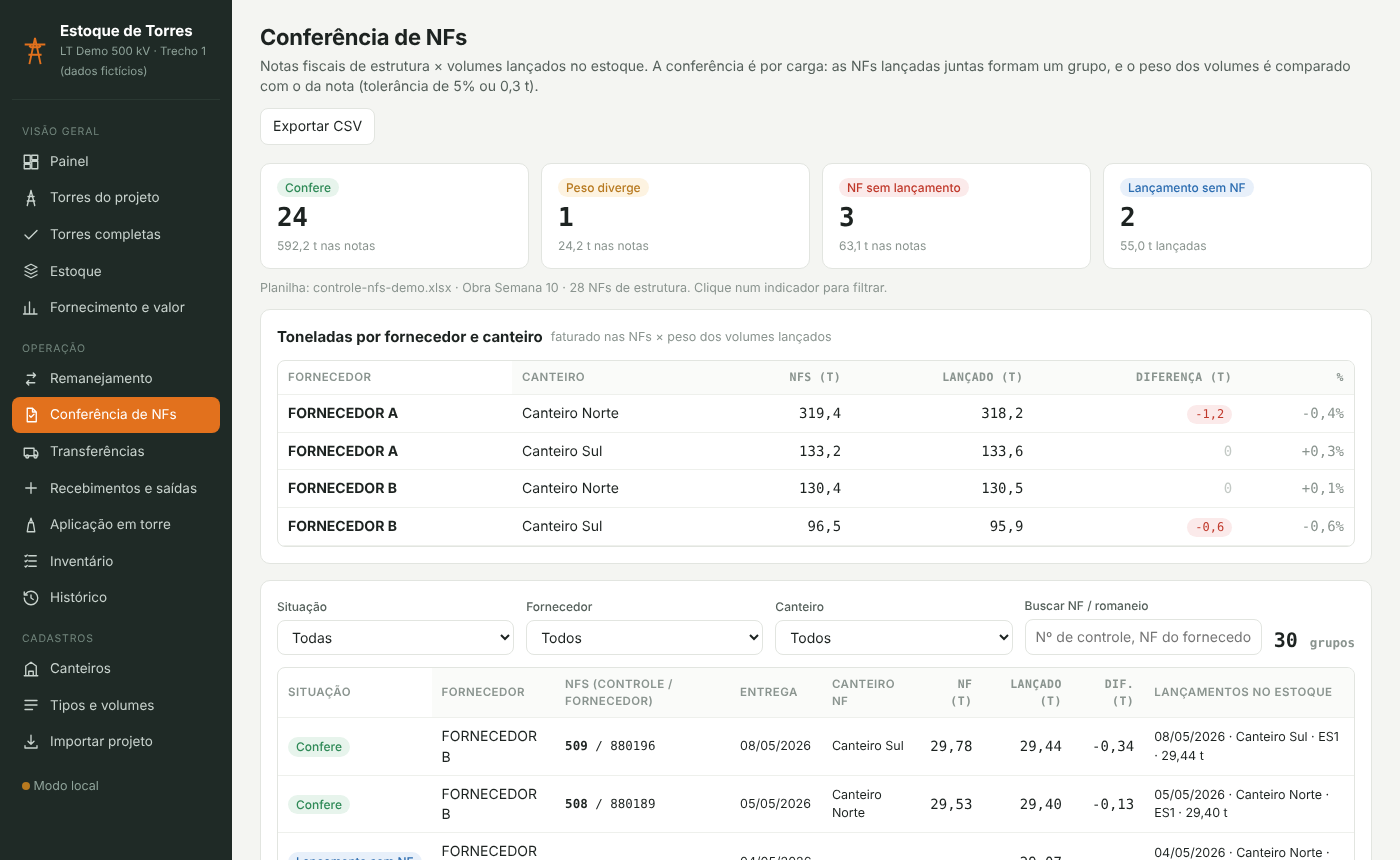 Estoque de Torres
LT Demo 500 kV · Trecho 1
(dados fictícios)
VISÃO GERAL
Painel
Torres do projeto
Torres completas
Estoque
Fornecimento e valor
OPERAÇÃO
Remanejamento
Conferência de NFs
Transferências
Recebimentos e saídas
Aplicação em torre
Inventário
Histórico
CADASTROS
Canteiros
Tipos e volumes
Importar projeto
Modo local
Conferência de NFs
Notas fiscais de estrutura × volumes lançados no estoque. A conferência é por carga: as NFs lançadas juntas formam um grupo, e o peso dos volumes é comparado
com o da nota (tolerância de 5% ou 0,3 t).
Exportar CSV
Confere
24
592,2 t nas notas
Peso diverge
1
24,2 t nas notas
NF sem lançamento
3
63,1 t nas notas
Lançamento sem NF
2
55,0 t lançadas
Planilha: controle-nfs-demo.xlsx · Obra Semana 10 · 28 NFs de estrutura. Clique num indicador para filtrar.
Toneladas por fornecedor e canteiro faturado nas NFs × peso dos volumes lançados
FORNECEDOR CANTEIRO NFS (T) LANÇADO (T) DIFERENÇA (T) %
FORNECEDOR A Canteiro Norte 319,4 318,2 -1,2 -0,4%
FORNECEDOR A Canteiro Sul 133,2 133,6 0 +0,3%
FORNECEDOR B Canteiro Norte 130,4 130,5 0 +0,1%
FORNECEDOR B Canteiro Sul 96,5 95,9 -0,6 -0,6%
Situação Fornecedor Canteiro Buscar NF / romaneio
Todas Todos Todos Nº de controle, NF do fornecedo 30 grupos
SITUAÇÃO FORNECEDOR NFS (CONTROLE / FORNECEDOR) ENTREGA CANTEIRO NF NF (T) LANÇADO (T) DIF. (T) LANÇAMENTOS NO ESTOQUE
Confere FORNECEDOR B 509 / 880196 08/05/2026 Canteiro Sul 29,78 29,44 -0,34 08/05/2026 · Canteiro Sul · ES1 · 29,44 t
Confere FORNECEDOR B 508 / 880189 05/05/2026 Canteiro Norte 29,53 29,40 -0,13 05/05/2026 · Canteiro Norte · ES1 · 29,40 t
Lançamento sem NF FORNECEDOR 04/05/2026 04/05/2026 · Canteiro Norte ·